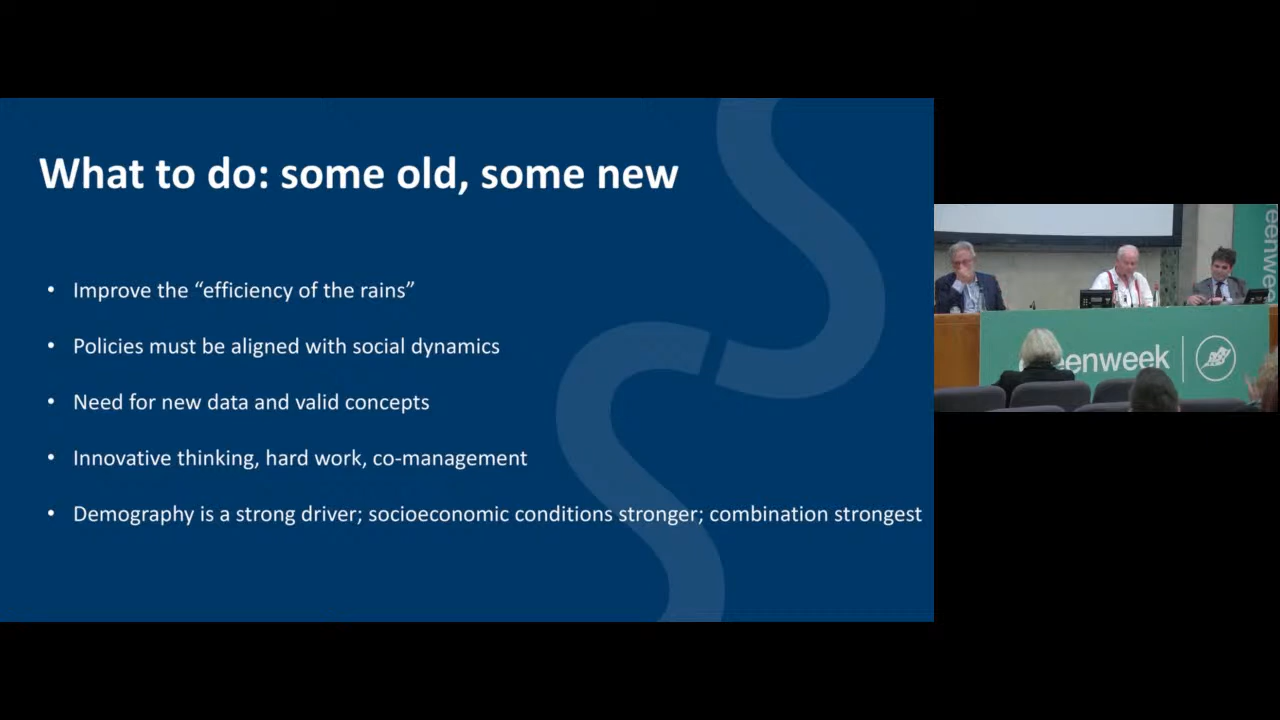 What to do: some old, some new
• Improve the “efficiency of the rains”
• Policies must be aligned with social dynamics
• Need for new data and valid concepts
• Innovative thinking, hard work, co-management
• Demography is a strong driver; socioeconomic conditions stronger; combination strongest
eenweek
eenwee